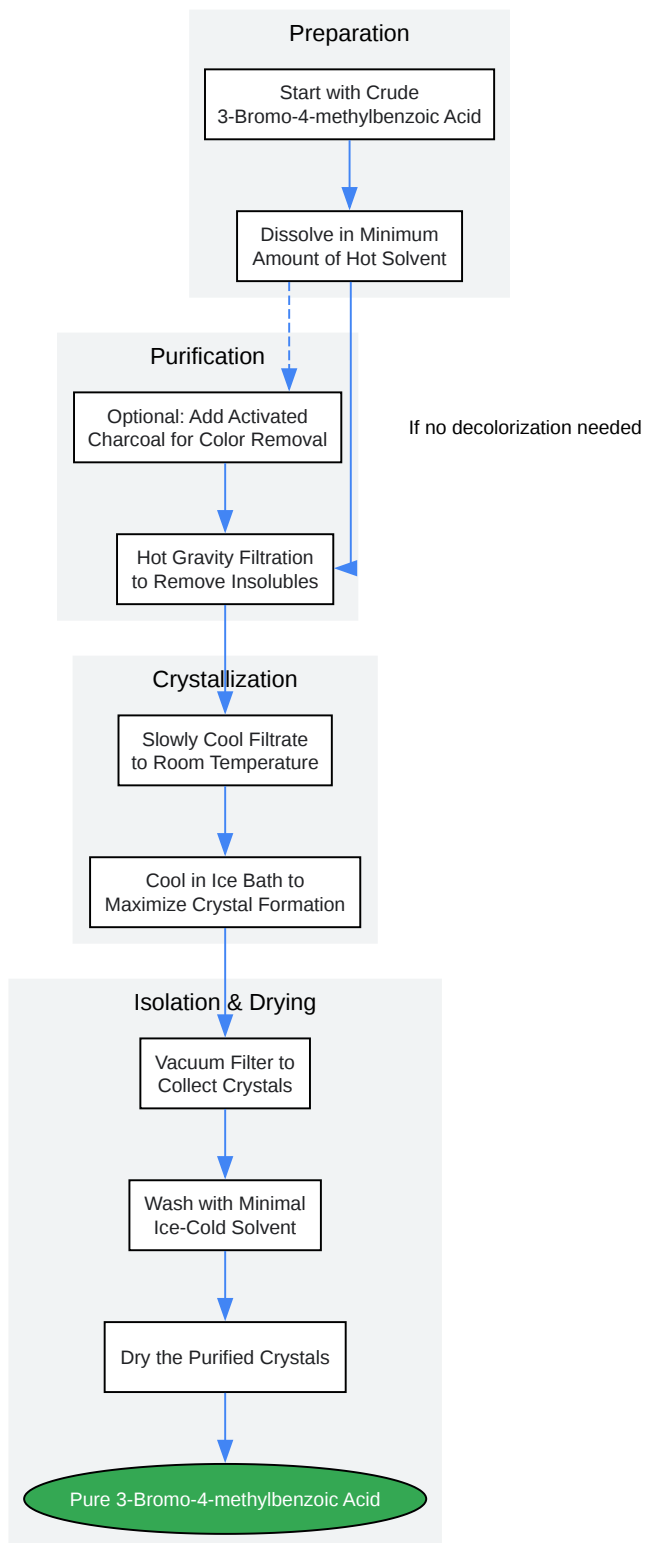 Preparation
Start with Crude
3-Bromo-4-methylbenzoic Acid
Dissolve in Minimum
Amount of Hot Solvent
Purification
Optional: Add Activated
Charcoal for Color Removal
If no decolorization needed
Hot Gravity Filtration
to Remove Insolubles
Crystallization
Slowly Cool Filtrate
to Room Temperature
Cool in Ice Bath to
Maximize Crystal Formation
Isolation & Drying
Vacuum Filter to
Collect Crystals
Wash with Minimal
Ice-Cold Solvent
Dry the Purified Crystals
Pure 3-Bromo-4-methylbenzoic Acid